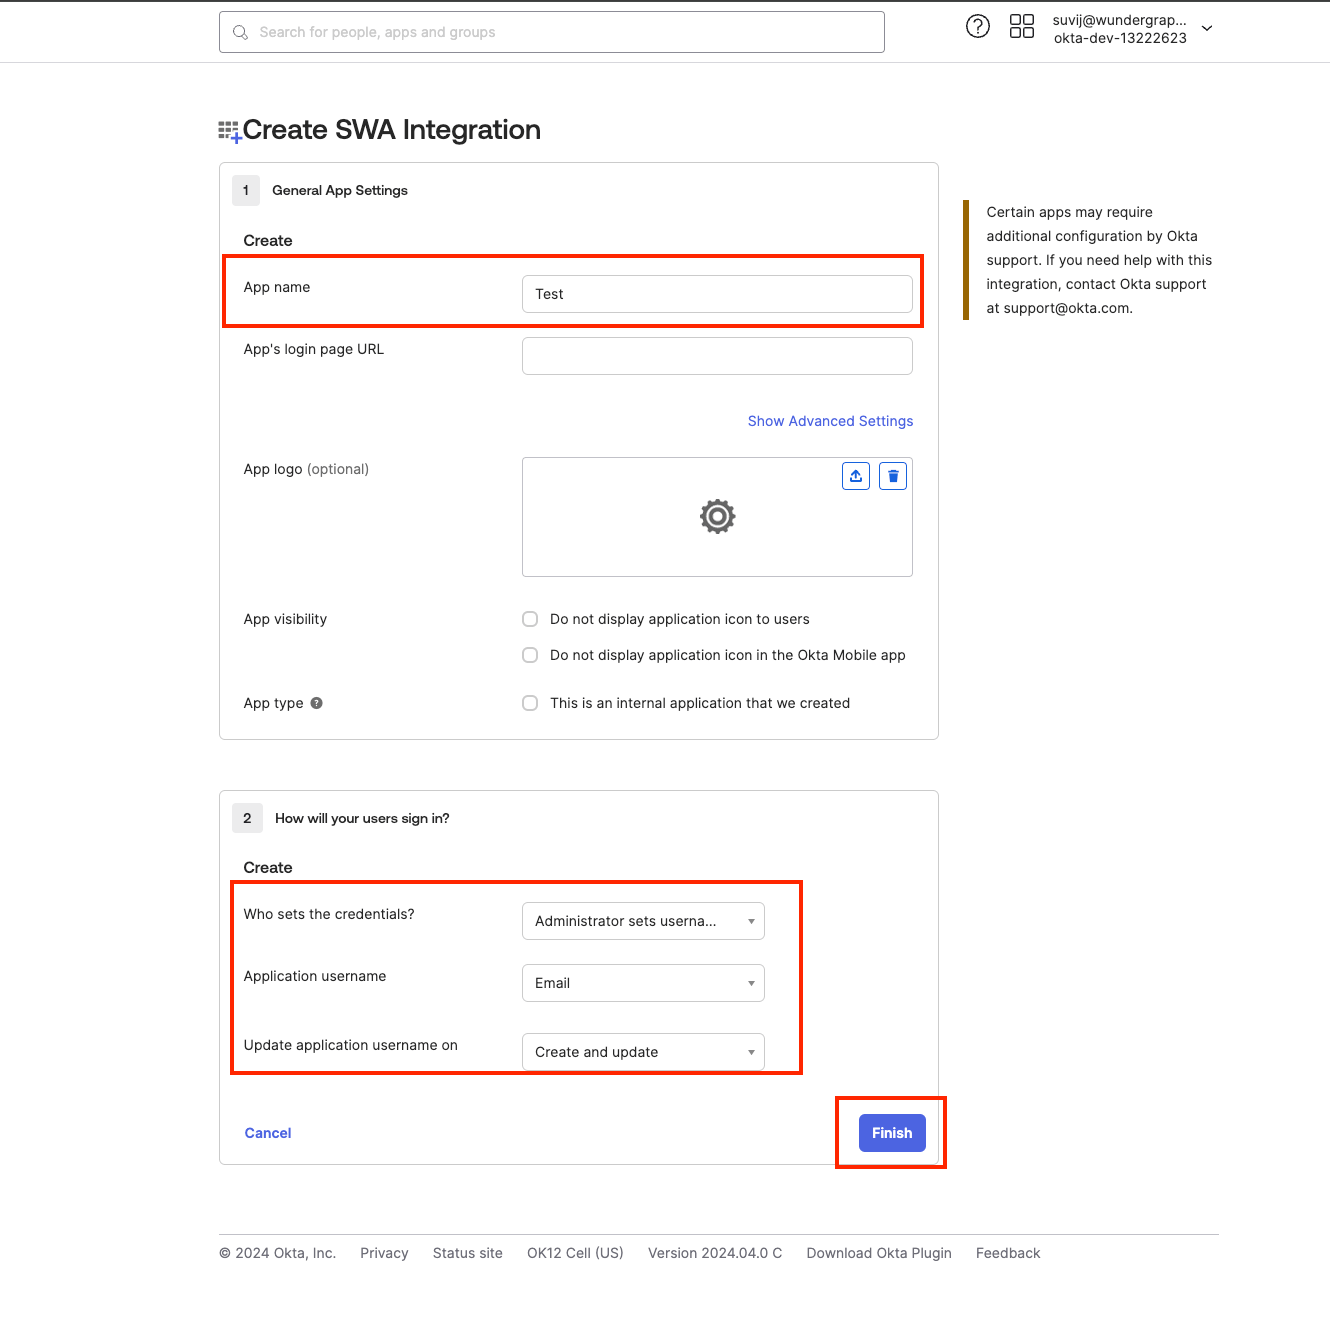 Search for people, apps and groups
suvij@wundergrap...
okta-dev-13222623
Create SWA Integration
1 General App Settings
Create
App name
Test
App's login page URL
Show Advanced Settings
App logo (optional)
App visibility
Do not display application icon to users
Do not display application icon in the Okta Mobile app
App type ?
This is an internal application that we created
Certain apps may require
additional configuration by Okta
support. If you need help with this
integration, contact Okta support
at support@okta.com.
2 How will your users sign in?
Create
Who sets the credentials?
Administrator sets userna...
Application username
Email
Update application username on
Create and update
Cancel
Finish
© 2024 Okta, Inc. Privacy Status site OK12 Cell (US) Version 2024.04.0 C Download Okta Plugin Feedback